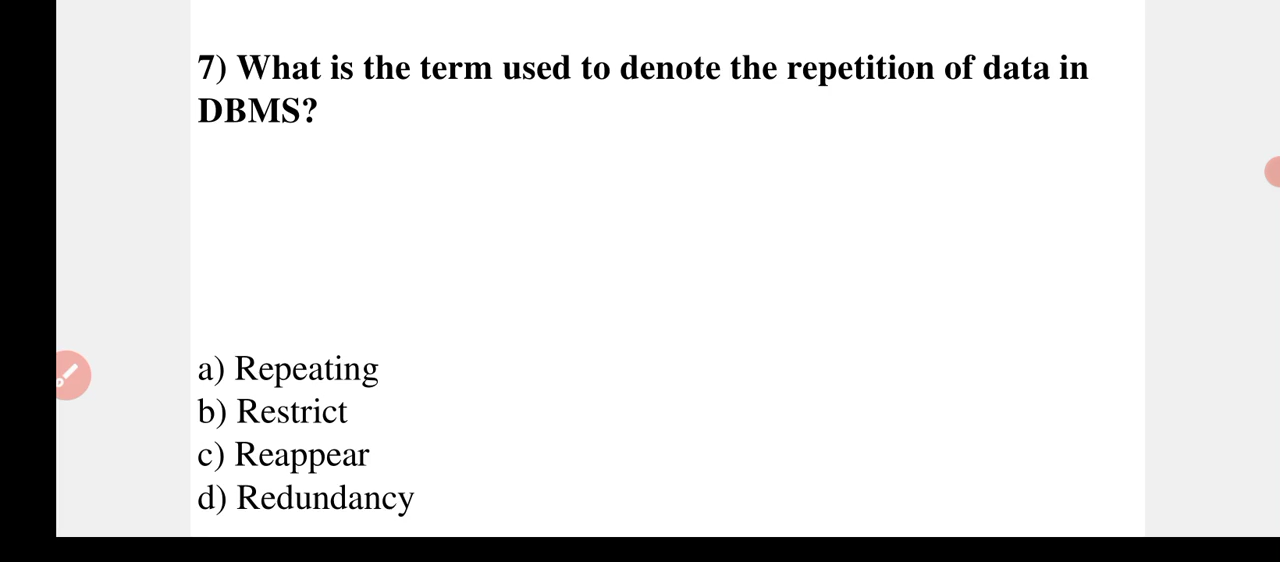 7) What is the term used to denote the repetition of data in
DBMS?
a) Repeating
b) Restrict
c) Reappear
d) Redundancy